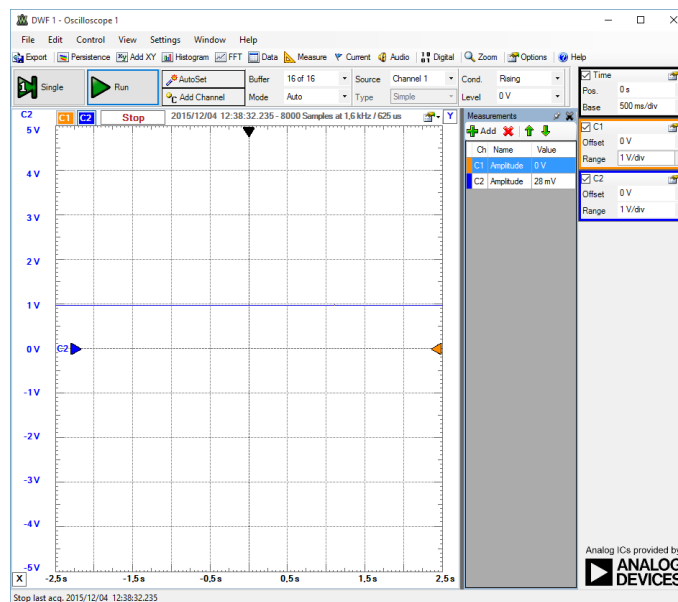 DWF 1 - Oscilloscope 1
File Edit Control View Settings Window Help
Export Persistence Add XY Histogram FFT Data Measure Current Audio Digital Zoom Options Help
1 Single Run AutoSet Buffer 16 of 16 Source Channel 1 Cond. Rising
Add Channel Mode Auto Type Simple Level 0 V
C2 C1 C2 Stop 2015/12/04 12:38:32.235 - 8000 Samples at 1,6 kHz / 625 us Y
5 V
4 V
3 V
2 V
1 V
0 V C2
-1 V
-2 V
-3 V
-4 V
-5 V
X -2,5 s -1,5 s -0,5 s 0,5 s 1,5 s 2,5 s
Measurements
Add
Ch Name Value
C1 Amplitude 0 V
C2 Amplitude 28 mV
Time
Pos. 0 s
Base 500 ms/div
C1
Offset 0 V
Range 1 V/div
C2
Offset 0 V
Range 1 V/div
Analog ICs provided by
ANALOG
DEVICES
Stop last acq. 2015/12/04 12:38:32.235